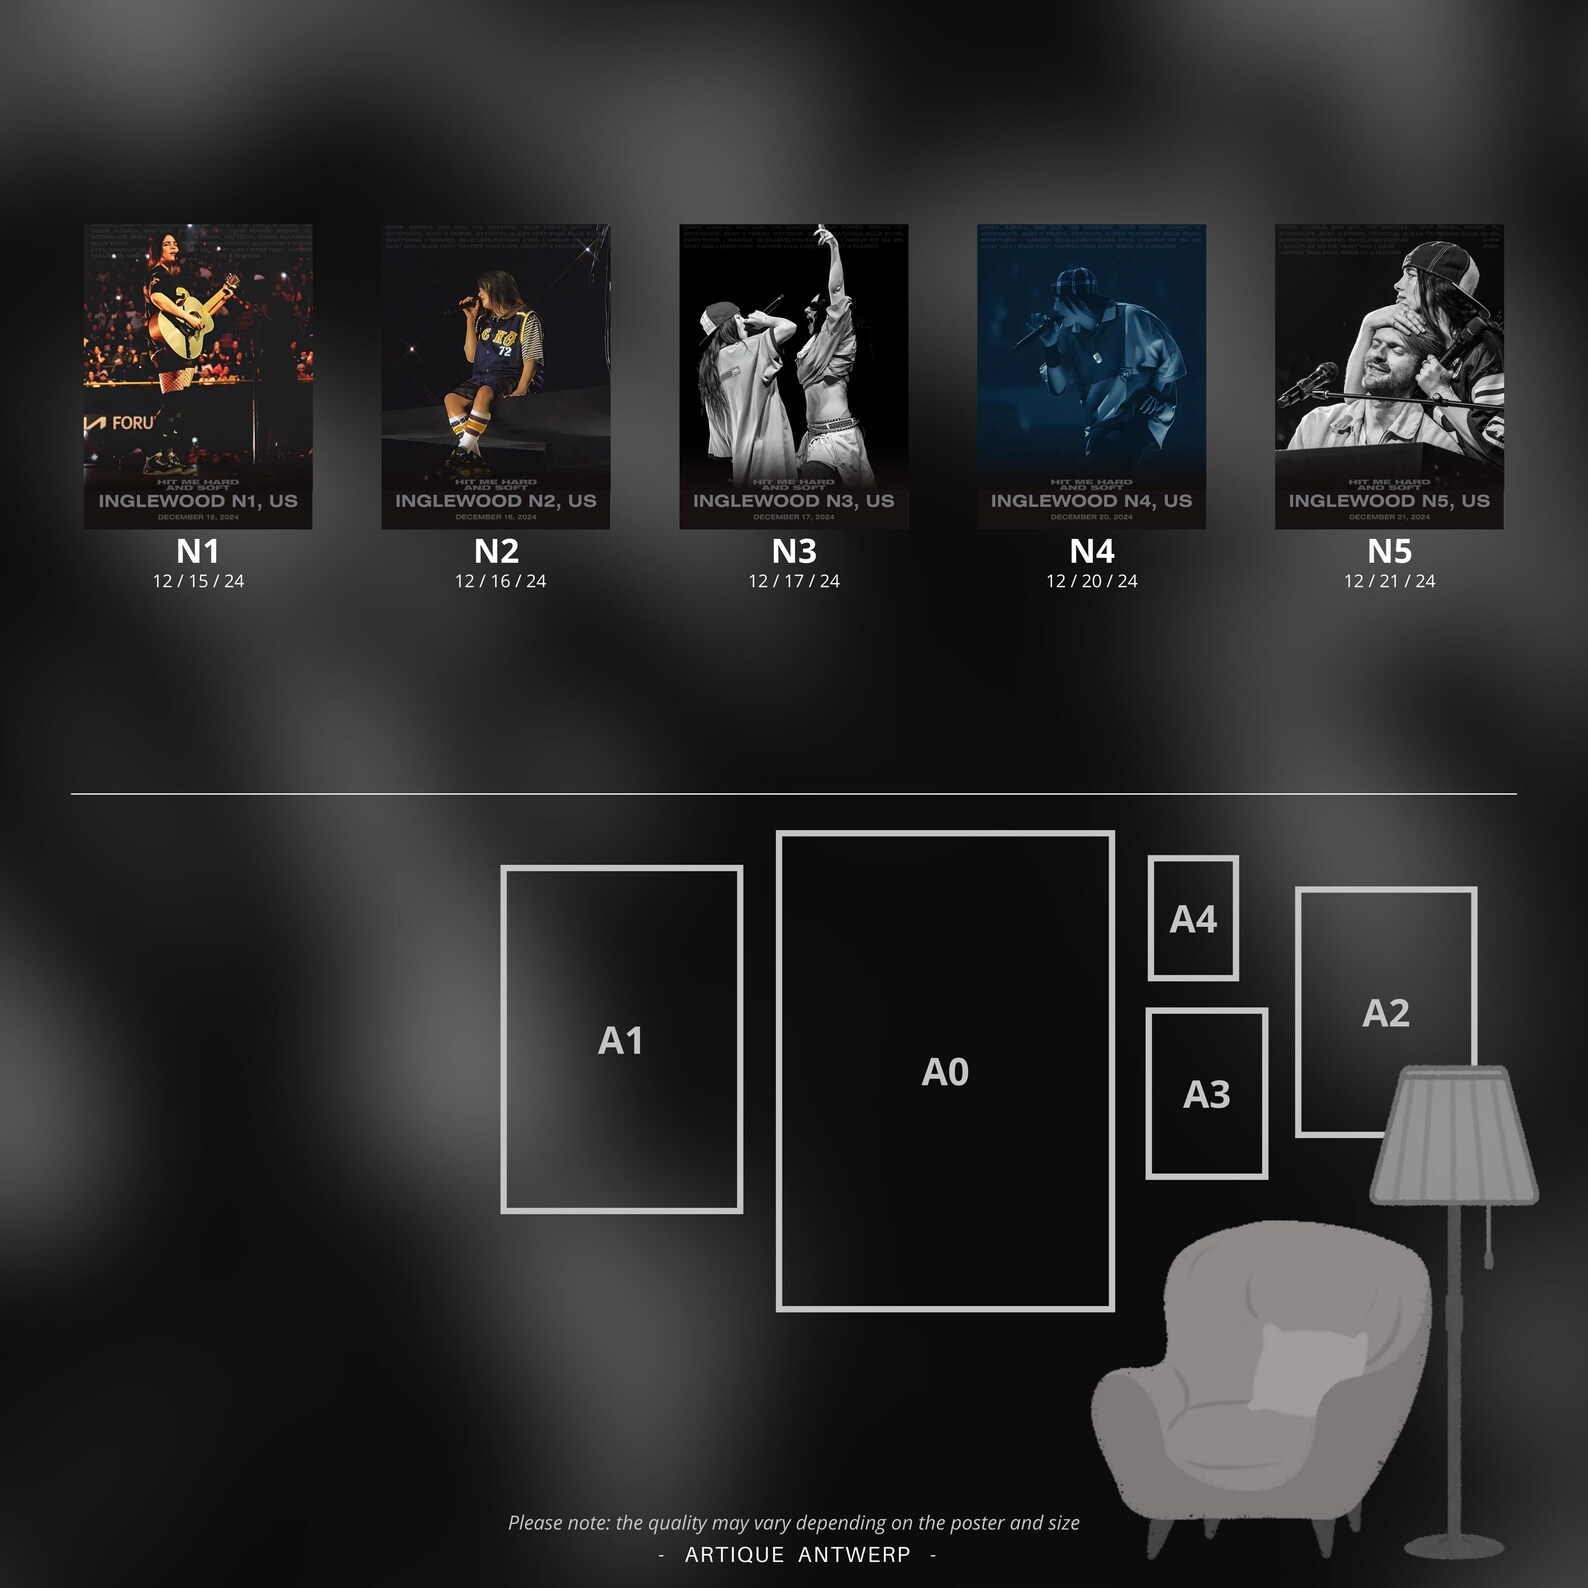 FORU
72
HIT ME HARD
AND SOFT
INGLEWOOD N1, US
DECEMBER 15, 2024
HIT ME HARD
AND SOFT
INGLEWOOD N2, US
DECEMBER 16, 2024
HIT ME HARD
AND SOFT
INGLEWOOD N3, US
DECEMBER 17, 2024
HIT ME HARD
AND SOFT
INGLEWOOD N4, US
DECEMBER 20, 2024
HIT ME HARD
AND SOFT
INGLEWOOD N5, US
DECEMBER 21, 2024
N1
12 / 15 / 24
N2
12 / 16 / 24
N3
12 / 17 / 24
N4
12 / 20 / 24
N5
12 / 21 / 24
A1
A0
A4
A3
A2
Please note: the quality may vary depending on the poster and size
- ARTIQUE ANTWERP -